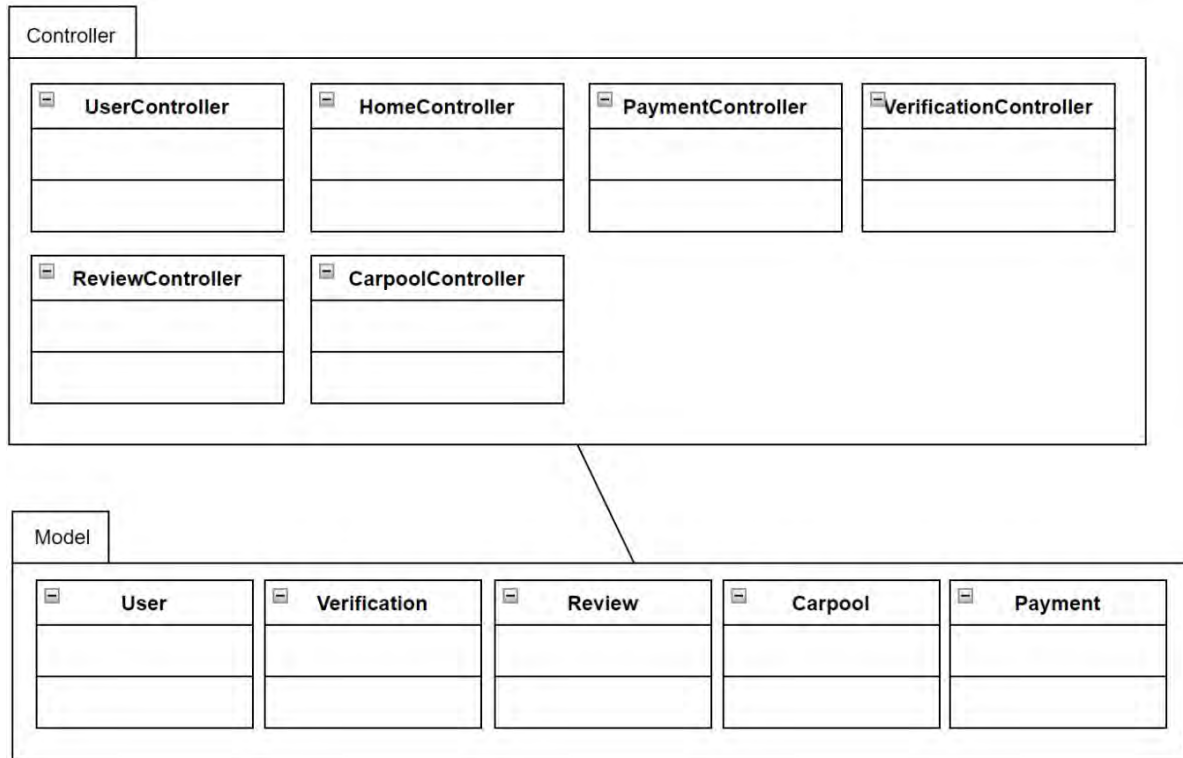 Controller
UserController
HomeController
PaymentController
VerificationController
ReviewController
CarpoolController
Model
User
Verification
Review
Carpool
Payment